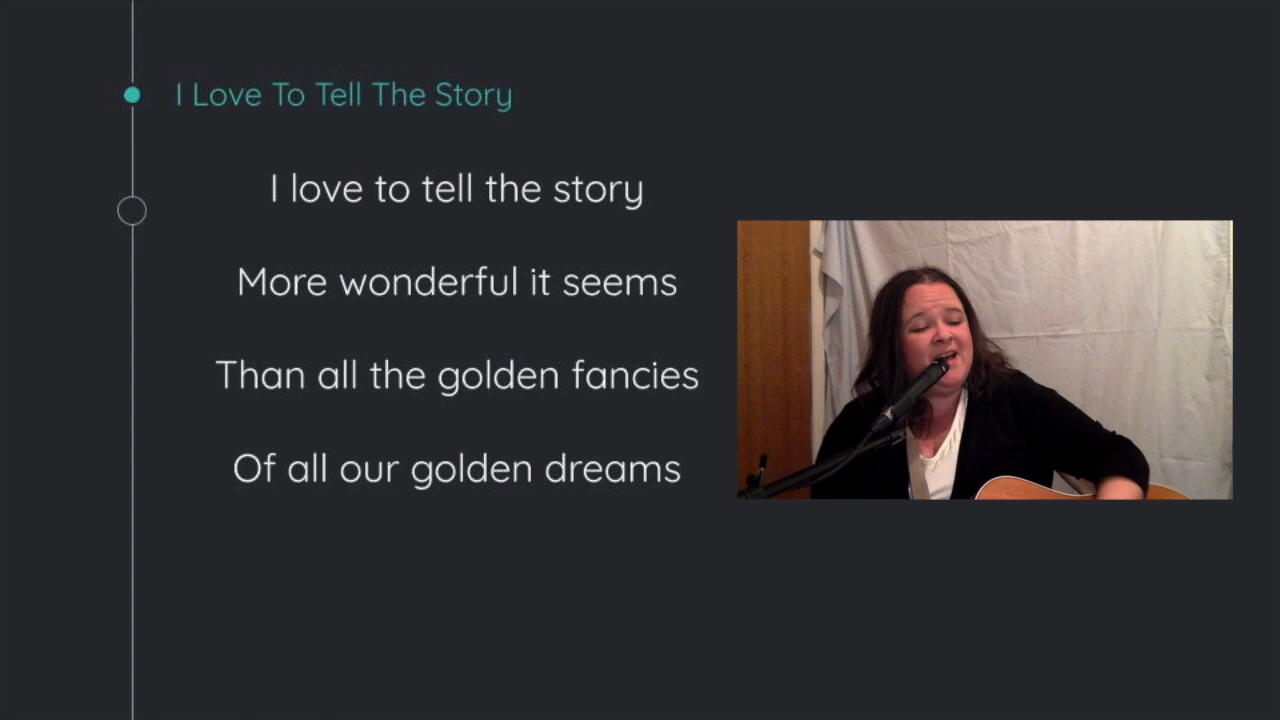 I Love To Tell The Story
I love to tell the story
More wonderful it seems
Than all the golden fancies
Of all our golden dreams